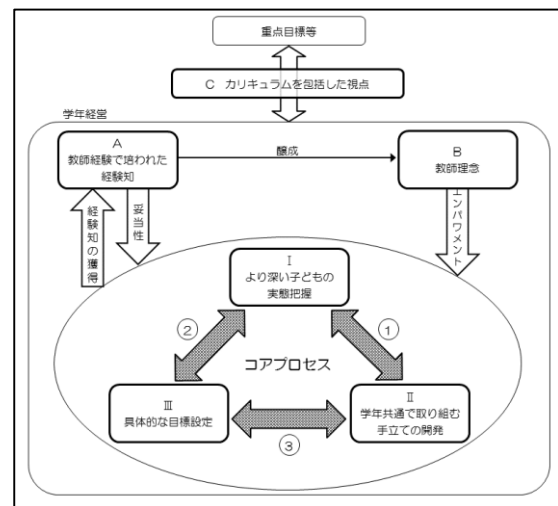 重点目標等
C カリキュラムを包括した視点
学年経営
A
教師経験で培われた
経験知
醸成
B
教師理念
経験知の獲得
妥当性
エンパワメント
Ⅰ
より深い子どもの
実態把握
②
①
コアプロセス
Ⅲ
具体的な目標設定
Ⅱ
学年共通で取り組む
手立ての開発
③